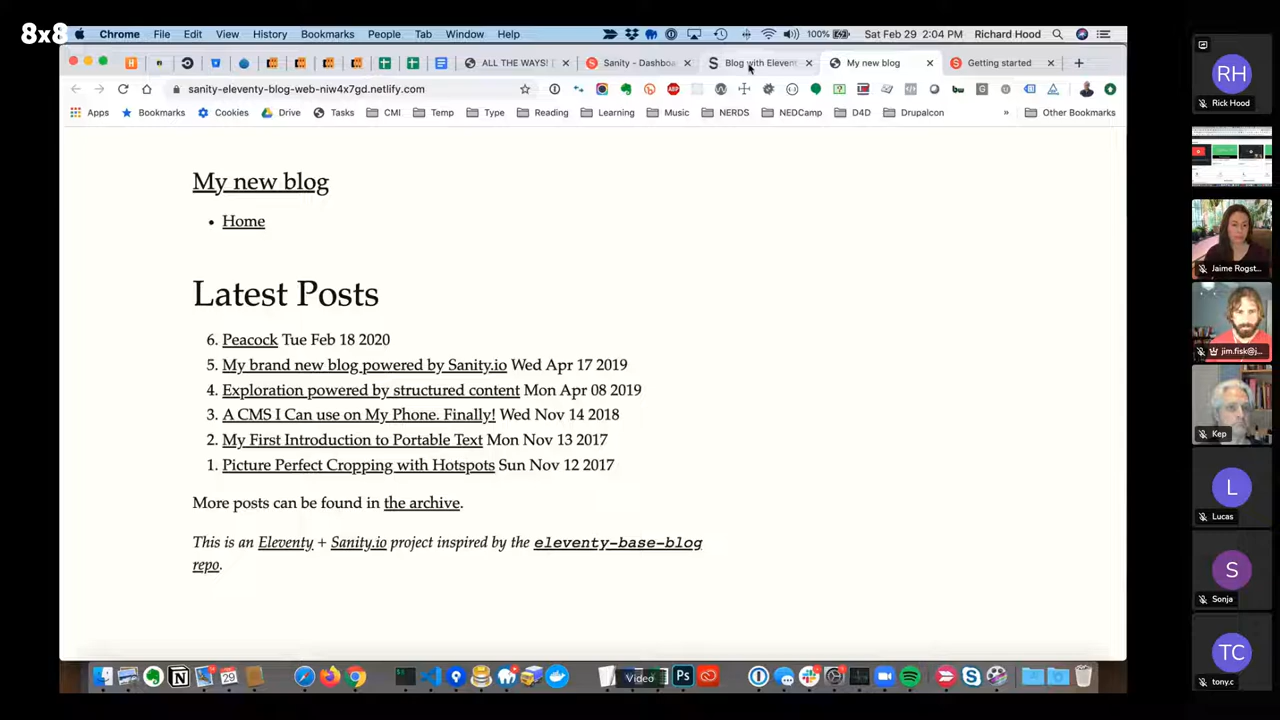 8x8
Chrome File Edit View History Bookmarks People Tab Window Help 100% Sat Feb 29 2:04 PM Richard Hood
ALL THE WAYS! [ Sanity - Dashboa Blog with Elevent My new blog Getting started
sanity-eleventy-blog-web-niw4x7gd.netlify.com
Apps Bookmarks Cookies Drive Tasks CMI Temp Type Reading Learning Music NERDS NEDCamp D4D Drupalcon » Other Bookmarks
My new blog
• Home
Latest Posts
6. Peacock Tue Feb 18 2020
5. My brand new blog powered by Sanity.io Wed Apr 17 2019
4. Exploration powered by structured content Mon Apr 08 2019
3. A CMS I Can use on My Phone. Finally! Wed Nov 14 2018
2. My First Introduction to Portable Text Mon Nov 13 2017
1. Picture Perfect Cropping with Hotspots Sun Nov 12 2017
More posts can be found in the archive.
This is an Eleventy + Sanity.io project inspired by the eleventy-base-blog
repo.
29
Video
Ps
RH
Rick Hood
Jaime Rogst...
jim.fisk@j...
Kep
L
Lucas
S
Sonja
TC
tony.c